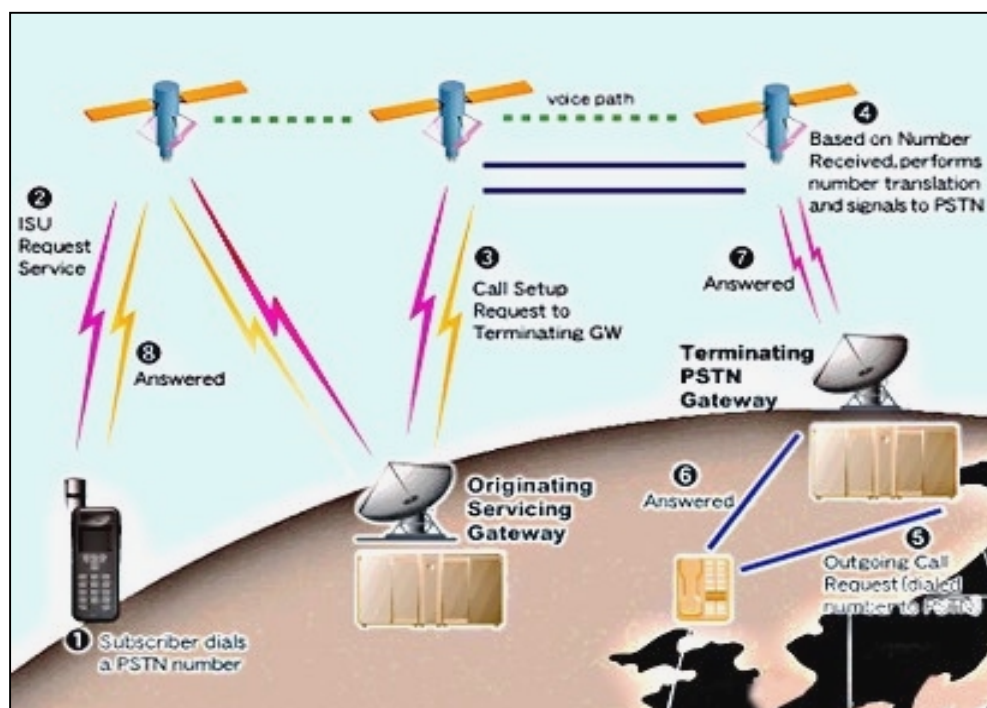 voice path
❹
Based on Number
Received, performs
number translation
and signals to PSTN
❷
ISU
Request
Service
❸
Call Setup
Request to
Terminating GW
❼
Answered
❽
Answered
Terminating
PSTN
Gateway
Originating
Servicing
Gateway
❻
Answered
❺
Outgoing Call
Request (dialed
number to PSTN)
❶ Subscriber dials
a PSTN number